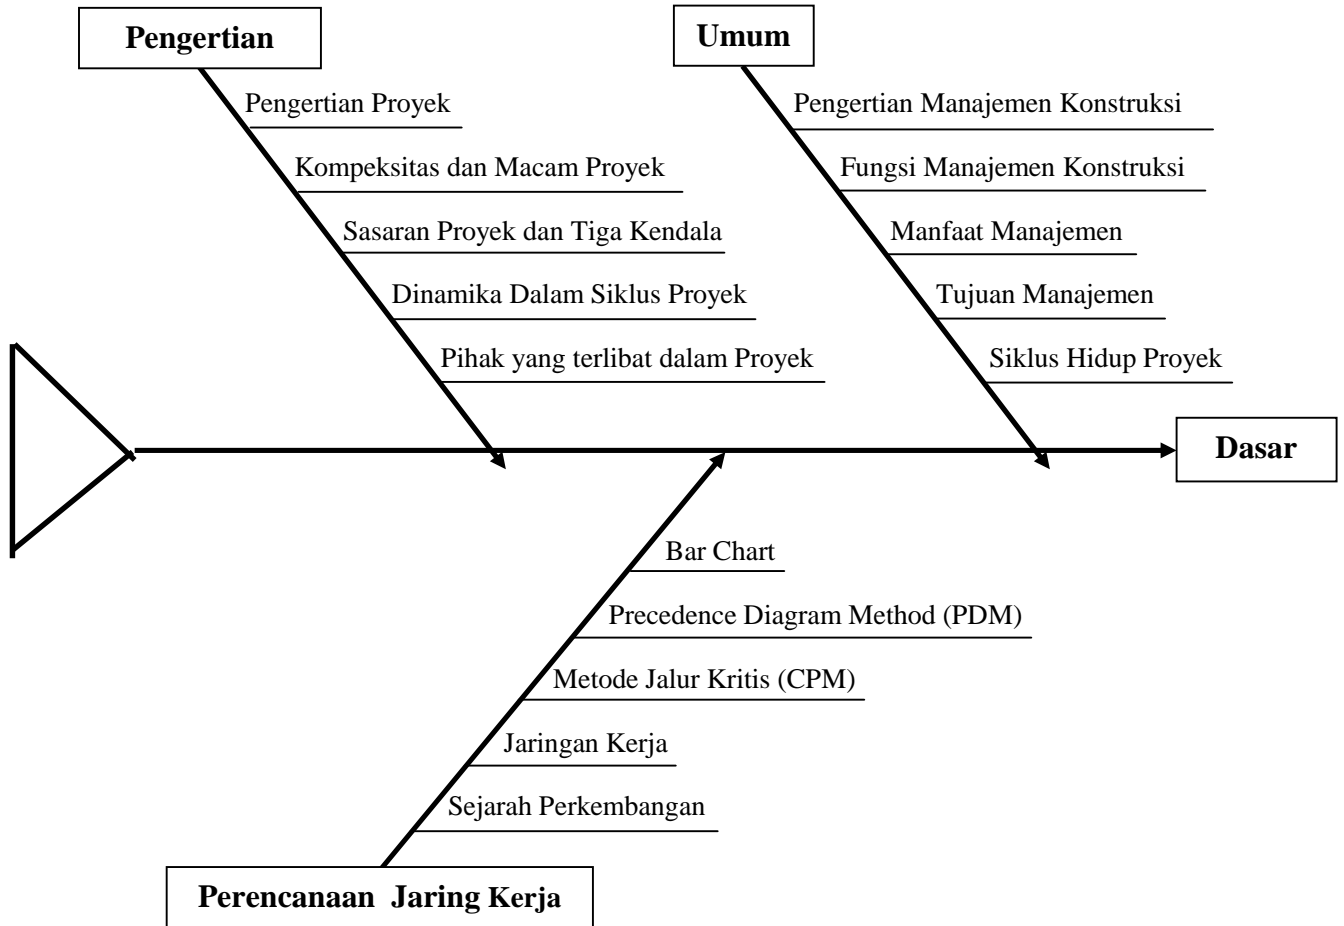 Pengertian
Pengertian Proyek
Kompeksitas dan Macam Proyek
Sasaran Proyek dan Tiga Kendala
Dinamika Dalam Siklus Proyek
Pihak yang terlibat dalam Proyek
Umum
Pengertian Manajemen Konstruksi
Fungsi Manajemen Konstruksi
Manfaat Manajemen
Tujuan Manajemen
Siklus Hidup Proyek
Dasar
Bar Chart
Precedence Diagram Method (PDM)
Metode Jalur Kritis (CPM)
Jaringan Kerja
Sejarah Perkembangan
Perencanaan Jaring Kerja